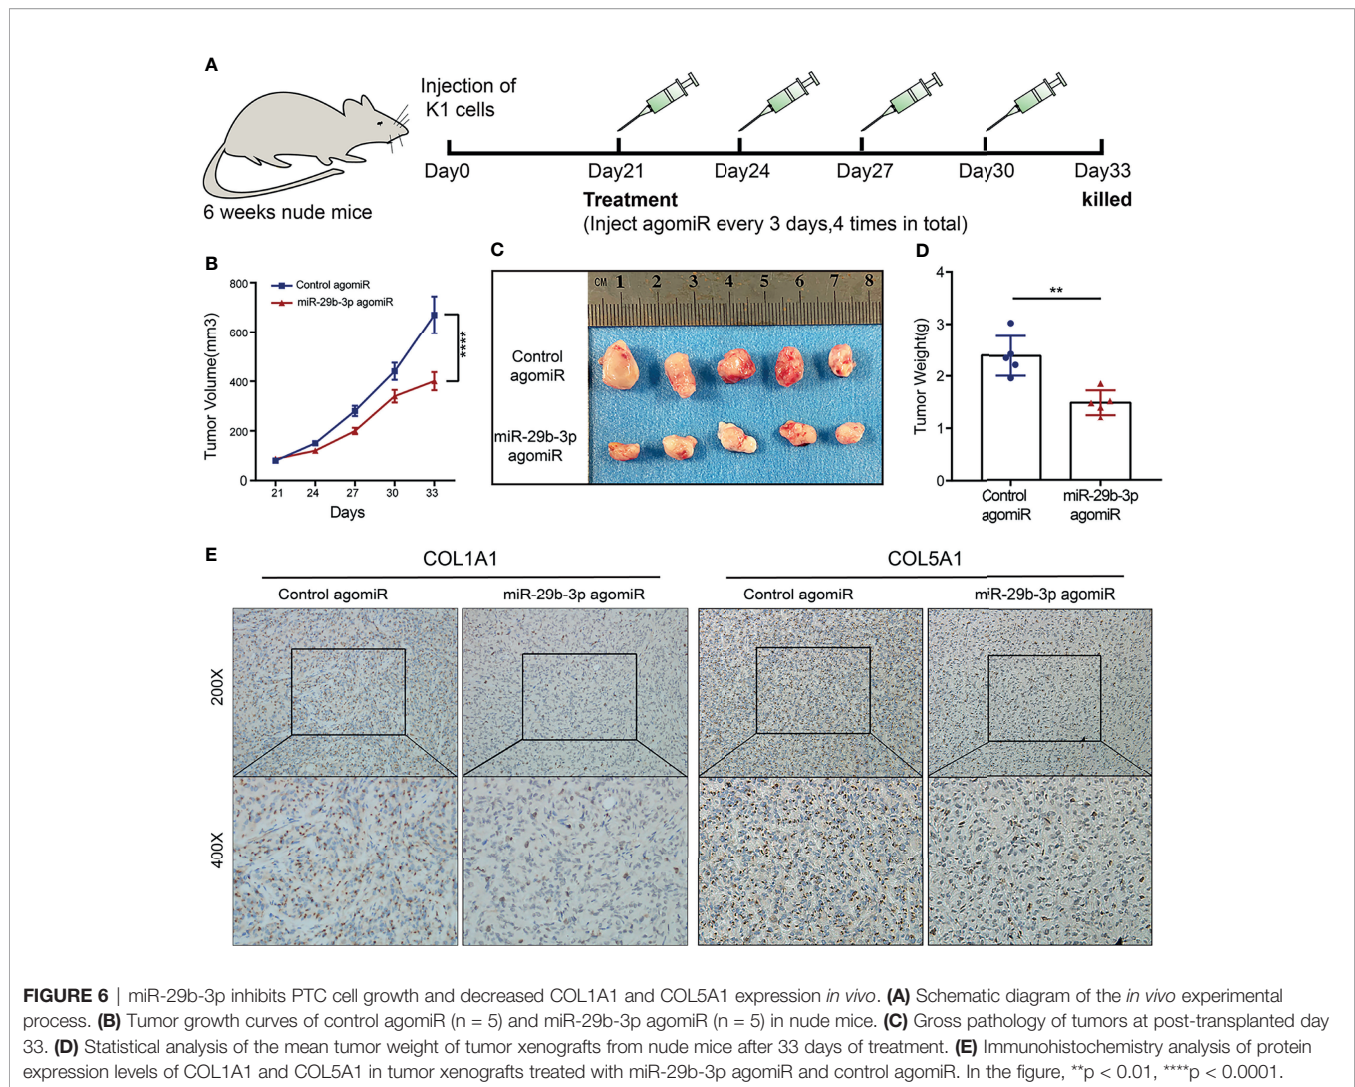 A
Injection of
K1 cells
Day0
Day21
Day24
Day27
Day30
Day33
6 weeks nude mice
Treatment
killed
(Inject agomiR every 3 days,4 times in total)
B
Control agomiR
miR-29b-3p agomiR
Tumor Volume(mm3)
800
600
400
200
0
****
21
24
27
30
33
Days
C
CM 1 2 3 4 5 6 7 8
Control
agomiR
miR-29b-3p
agomiR
D
Tumor Weight(g)
4
3
2
1
0
**
Control
agomiR
miR-29b-3p
agomiR
E
COL1A1
COL5A1
Control agomiR
miR-29b-3p agomiR
Control agomiR
miR-29b-3p agomiR
200X
400X
FIGURE 6 | miR-29b-3p inhibits PTC cell growth and decreased COL1A1 and COL5A1 expression in vivo. (A) Schematic diagram of the in vivo experimental
process. (B) Tumor growth curves of control agomiR (n = 5) and miR-29b-3p agomiR (n = 5) in nude mice. (C) Gross pathology of tumors at post-transplanted day
33. (D) Statistical analysis of the mean tumor weight of tumor xenografts from nude mice after 33 days of treatment. (E) Immunohistochemistry analysis of protein
expression levels of COL1A1 and COL5A1 in tumor xenografts treated with miR-29b-3p agomiR and control agomiR. In the figure, **p < 0.01, ****p < 0.0001.